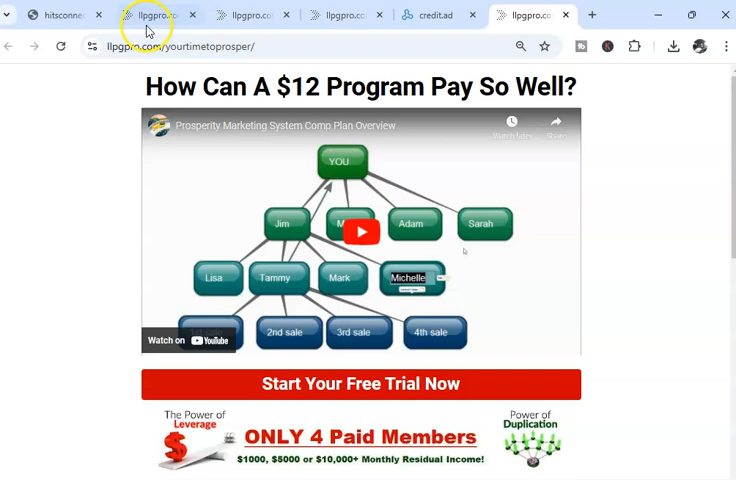 hitsconnec
llpgpro.co
llpgpro.co
llpgpro.co
credit.ad
llpgpro.co
llpgpro.com/yourtimetoprosper/
How Can A $12 Program Pay So Well?
Prosperity Marketing System Comp Plan Overview
Share
YOU
Jim
Adam
Sarah
Lisa
Tammy
Mark
Michelle
1st sale
2nd sale
3rd sale
4th sale
Watch on YouTube
Start Your Free Trial Now
The Power of
Leverage
ONLY 4 Paid Members
$1000, $5000 or $10,000+ Monthly Residual Income!
Power of
Duplication